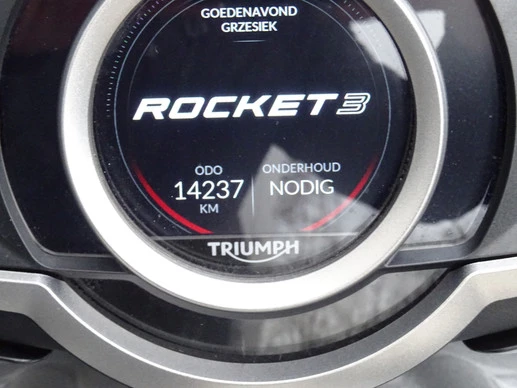 GOEDENAVOND
GRZESIEK
ROCKET 3
ODO ONDERHOUD
14237 NODIG
KM
TRIUMPH